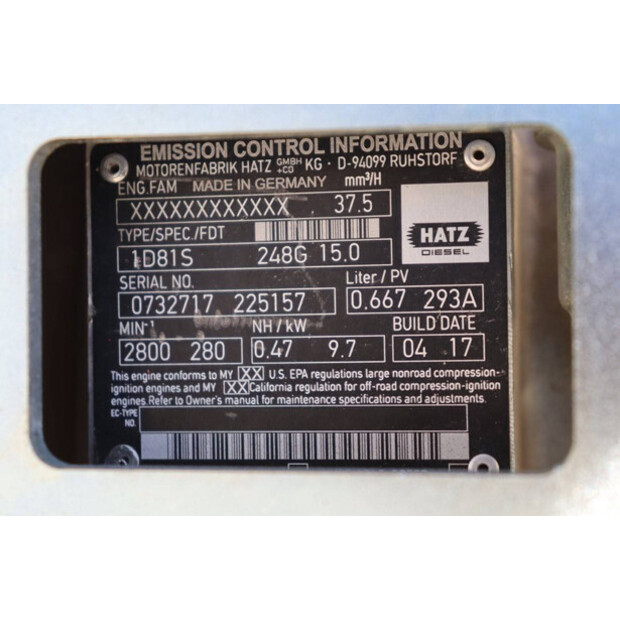 EMISSION CONTROL INFORMATION
MOTORENFABRIK HATZ GMBH +CO KG · D-94099 RUHSTORF
ENG.FAM MADE IN GERMANY mm³/H
XXXXXXXXXXXX 37.5
TYPE/SPEC./FDT
1D81S 248G 15.0
HATZ
DIESEL
SERIAL NO. Liter / PV
0732717 225157 0.667 293A
MIN⁻¹ NH / kW BUILD DATE
2800 280 0.47 9.7 04 17
This engine conforms to MY XX U.S. EPA regulations large nonroad compression-
ignition engines and MY XX California regulation for off-road compression-ignition
engines. Refer to Owner's manual for maintenance specifications and adjustments.
EC-TYPE
NO.